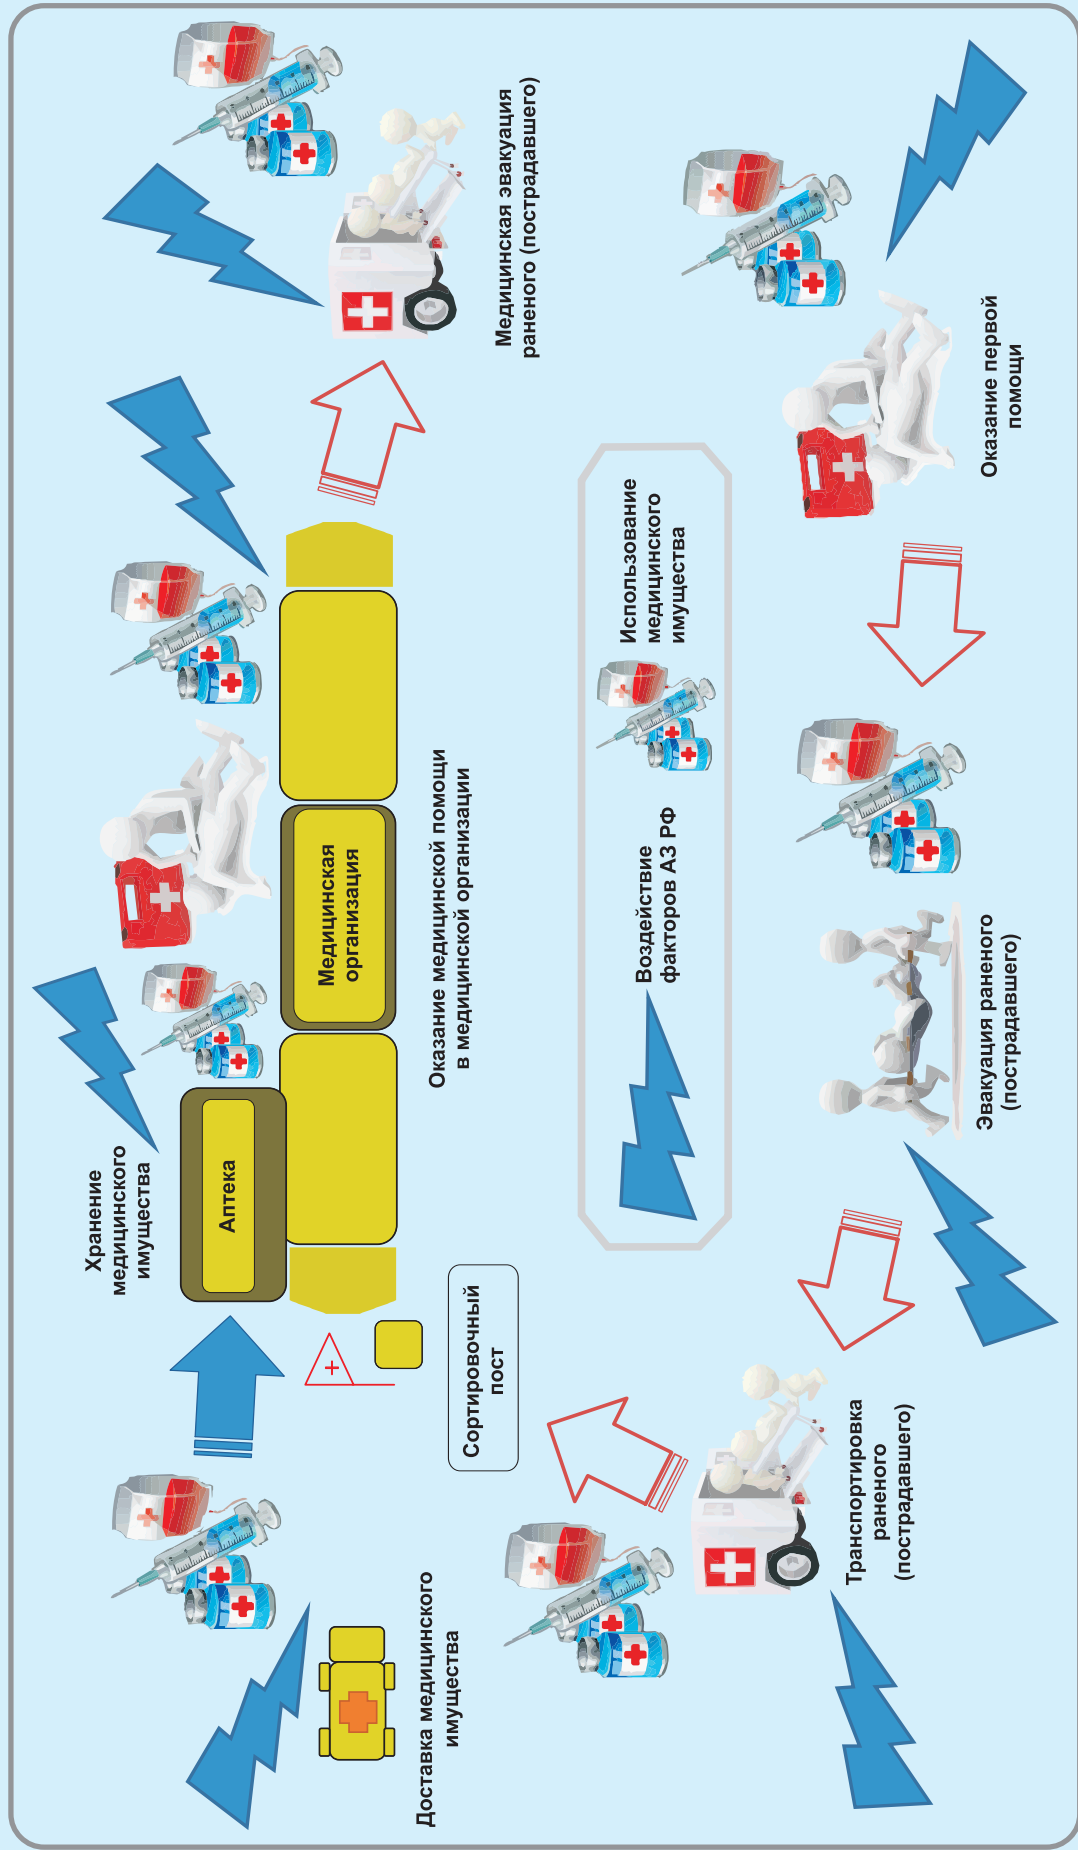 Хранение
медицинского
имущества
Аптека
Медицинская
организация
Оказание медицинской помощи
в медицинской организации
Медицинская эвакуация
раненого (пострадавшего)
Доставка медицинского
имущества
Сортировочный
пост
Воздействие
факторов АЗ РФ
Использование
медицинского
имущества
Транспортировка
раненого
(пострадавшего)
Эвакуация раненого
(пострадавшего)
Оказание первой
помощи